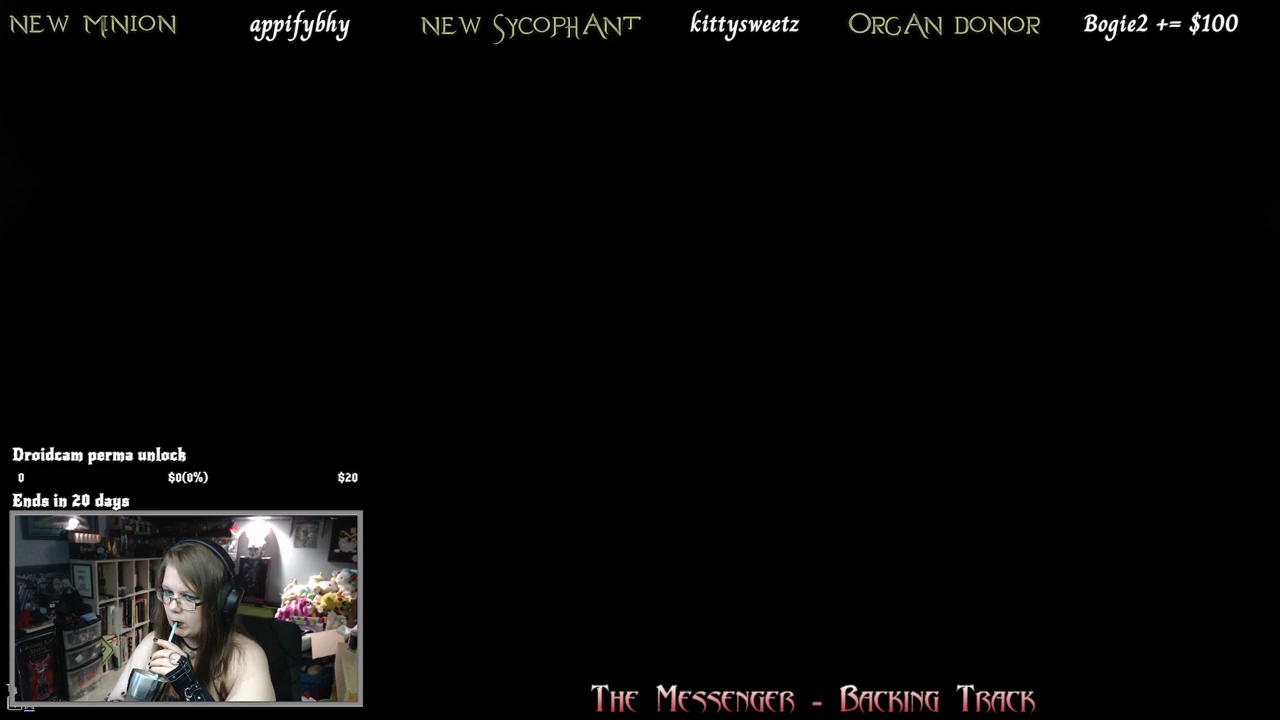 NEW MINION appifybhy NEW SYCOPHANT kittysweetz ORGAN DONOR Bogie2 += $100
Droidcam perma unlock
0 $0(0%) $20
Ends in 20 days
THE MESSENGER - BACKING TRACK